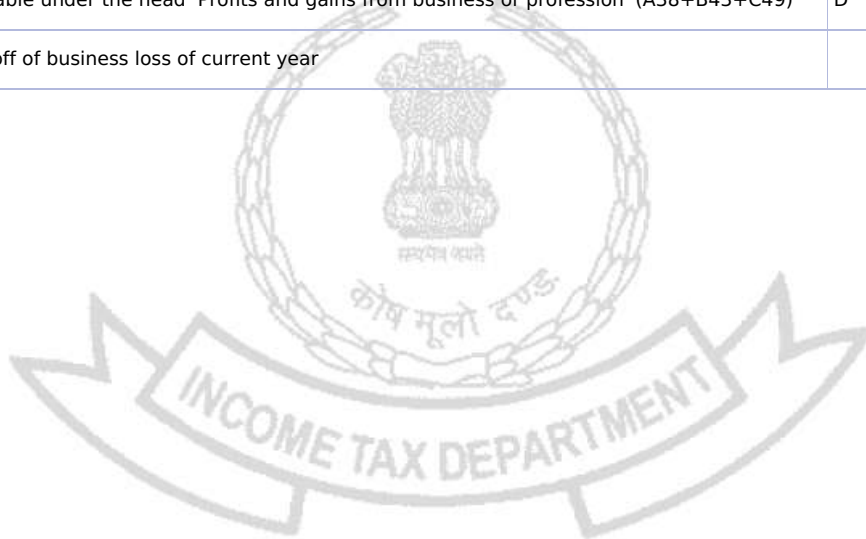 able under the head 'Profits and gains from business or profession' (A38+B43+C49) D
off of business loss of current year
सत्यमेव जयते
कोष मूलो दण्ड:
INCOME TAX DEPARTMENT